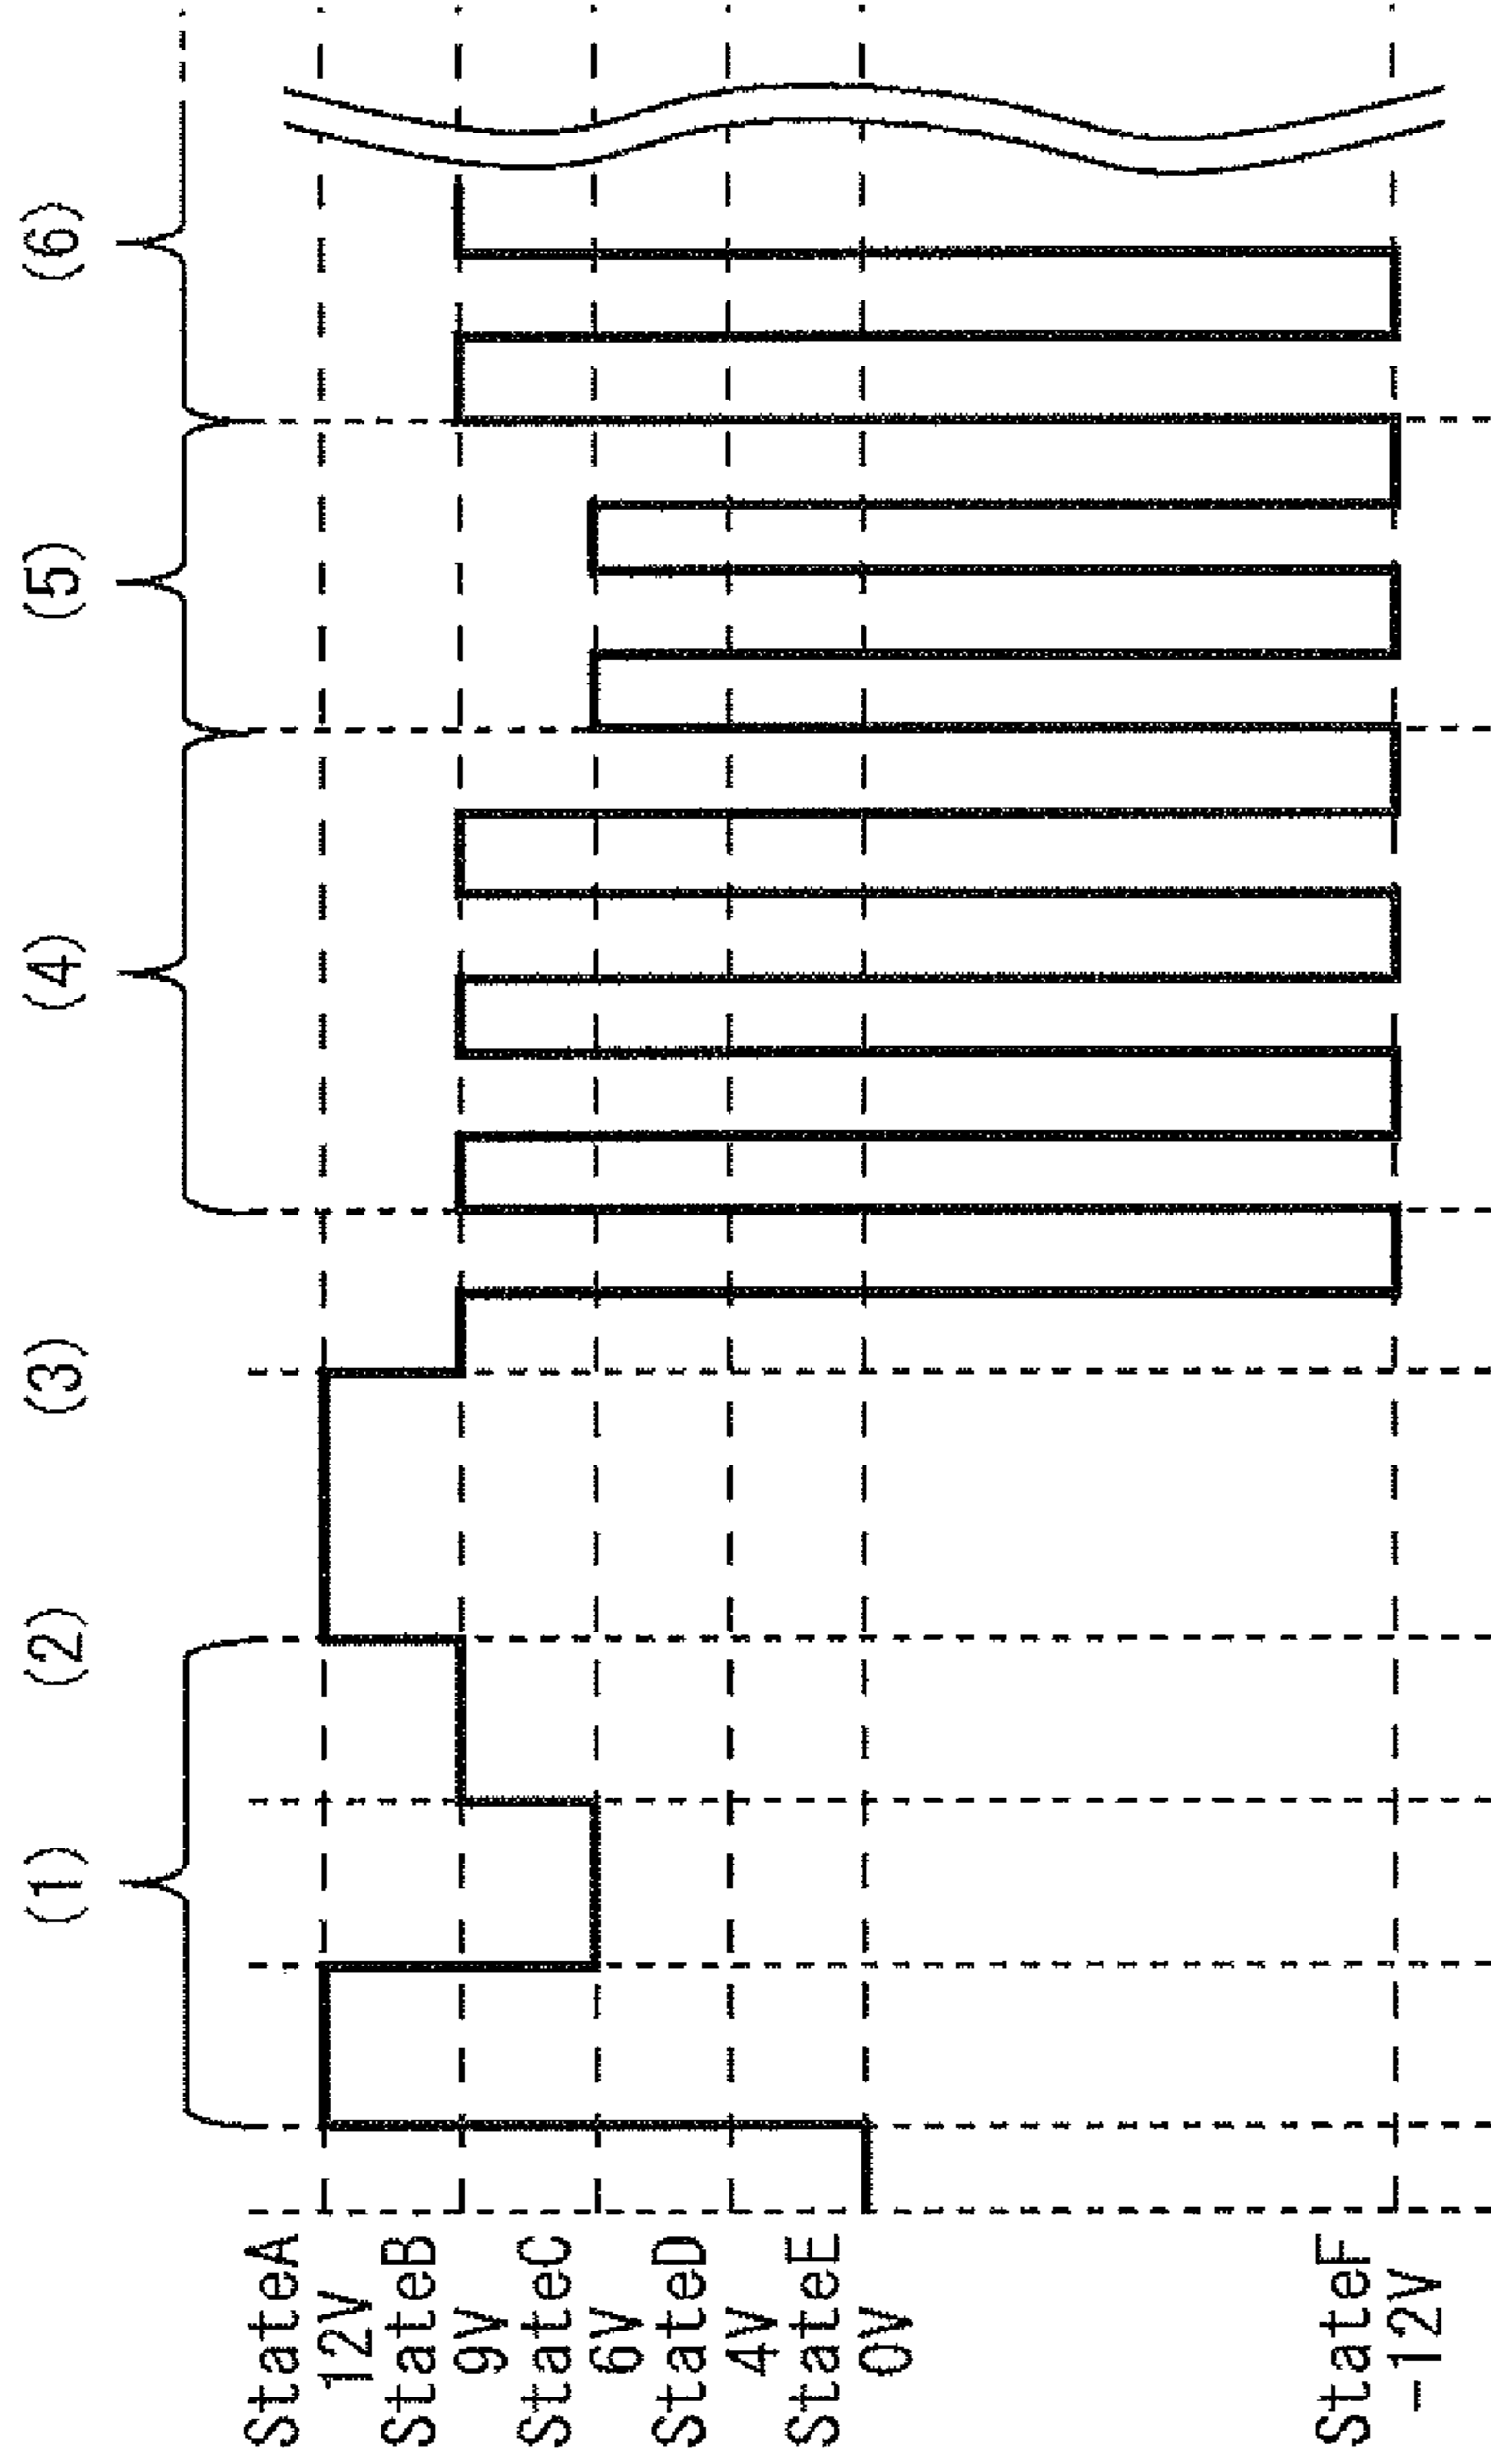 (1)
(2)
(3)
(4)
(5)
(6)
StateA
12V
StateB
9V
StateC
6V
StateD
4V
StateE
0V
StateF
-12V